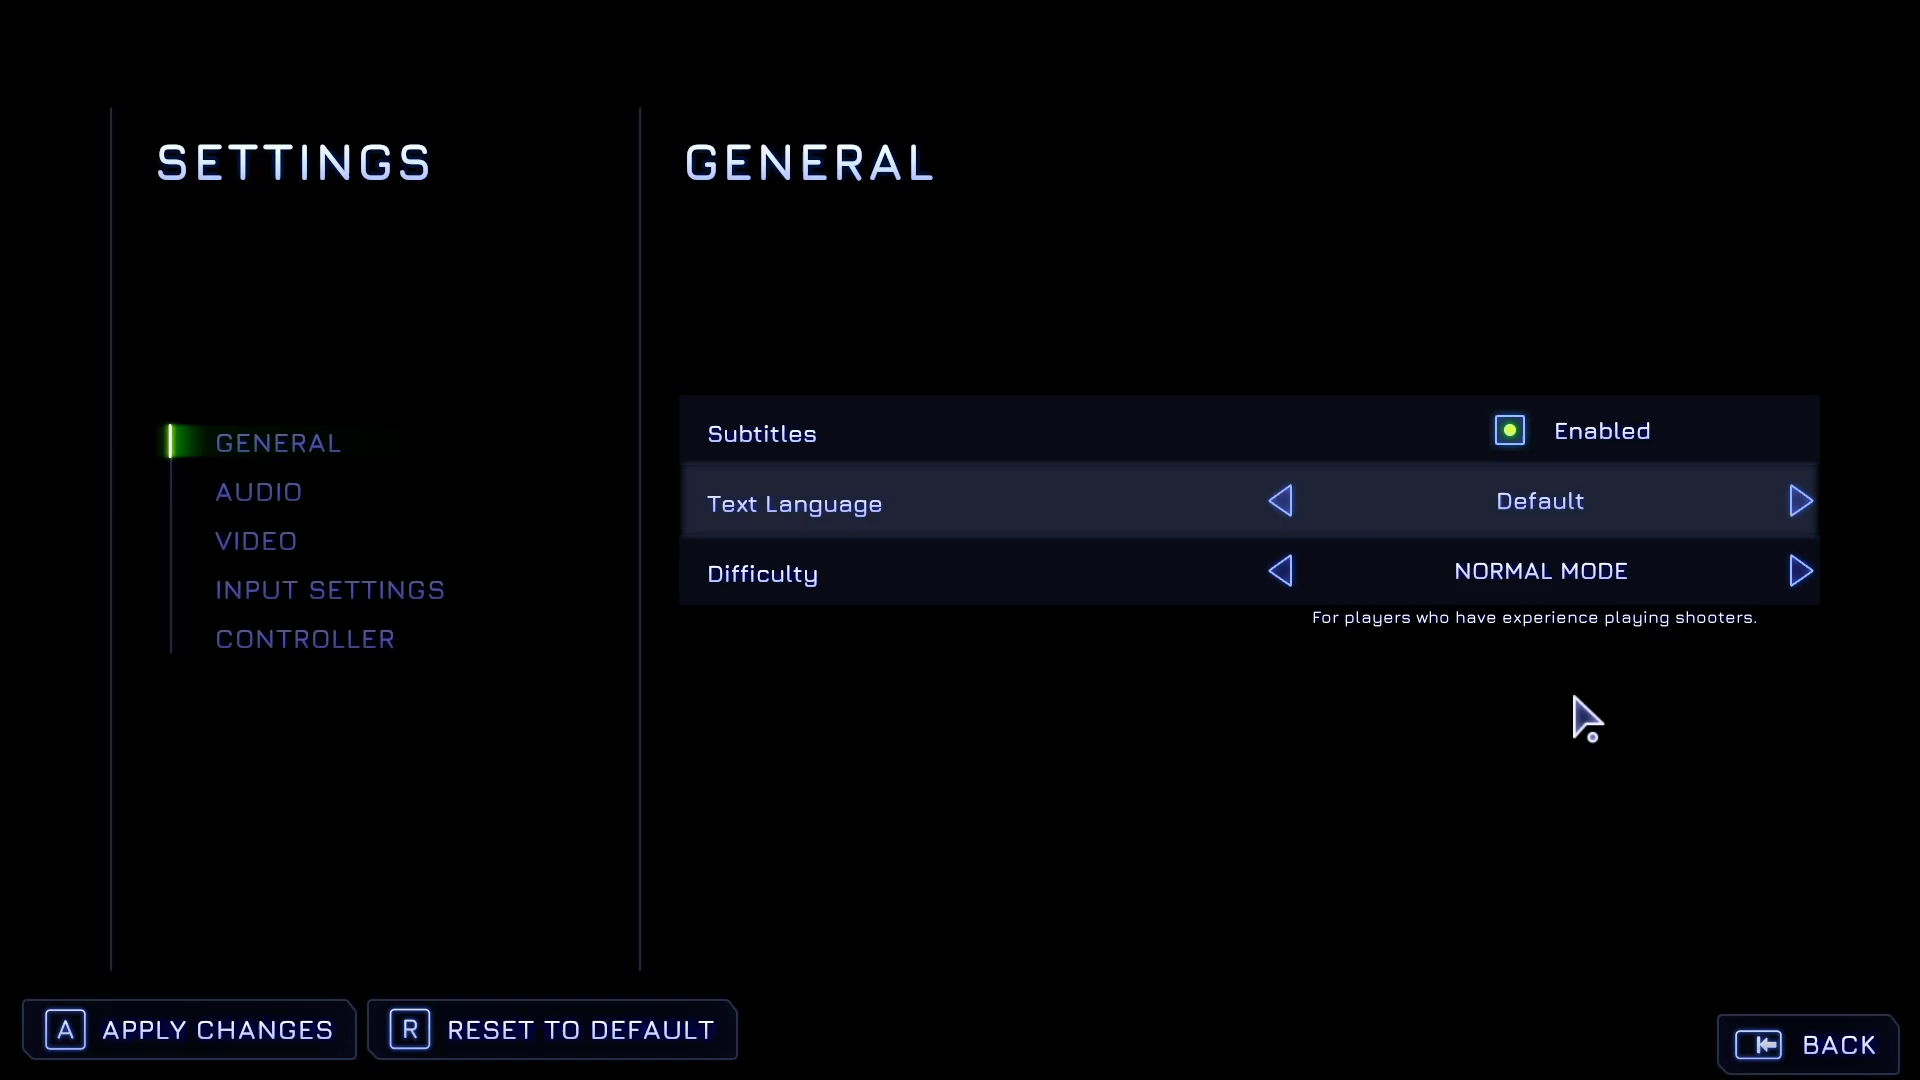 SETTINGS
GENERAL
GENERAL
AUDIO
VIDEO
INPUT SETTINGS
CONTROLLER
Subtitles Enabled
Text Language Default
Difficulty NORMAL MODE
For players who have experience playing shooters.
A APPLY CHANGES
R RESET TO DEFAULT
BACK